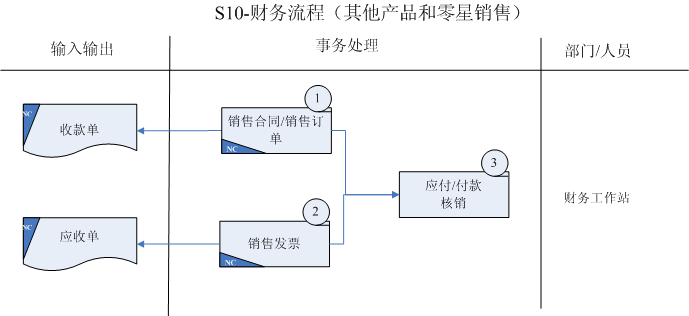 S10-财务流程（其他产品和零星销售）
输入输出
事务处理
部门/人员
NC
收款单
1
销售合同/销售订
单
NC
3
应付/付款
核销
财务工作站
NC
应收单
2
销售发票
NC